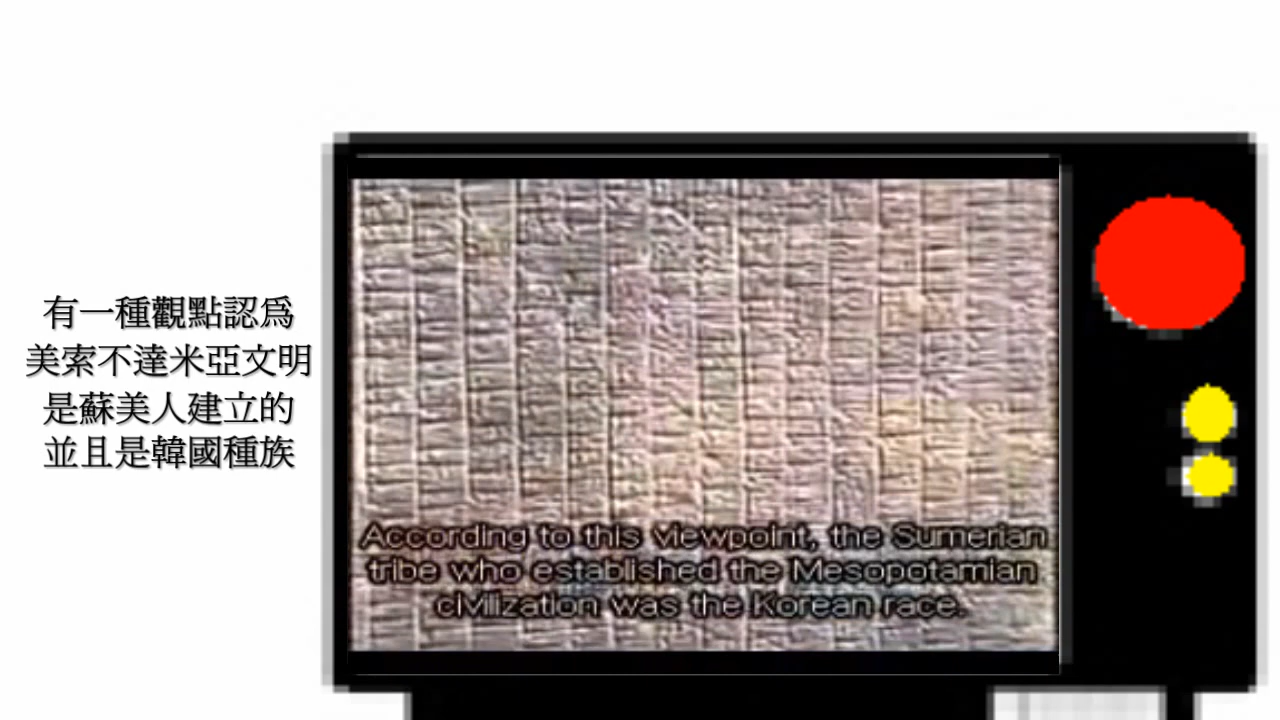 有一種觀點認爲
美索不達米亞文明
是蘇美人建立的
並且是韓國種族
According to this viewpoint, the Sumerian
tribe who established the Mesopotamian
civilization was the Korean race.